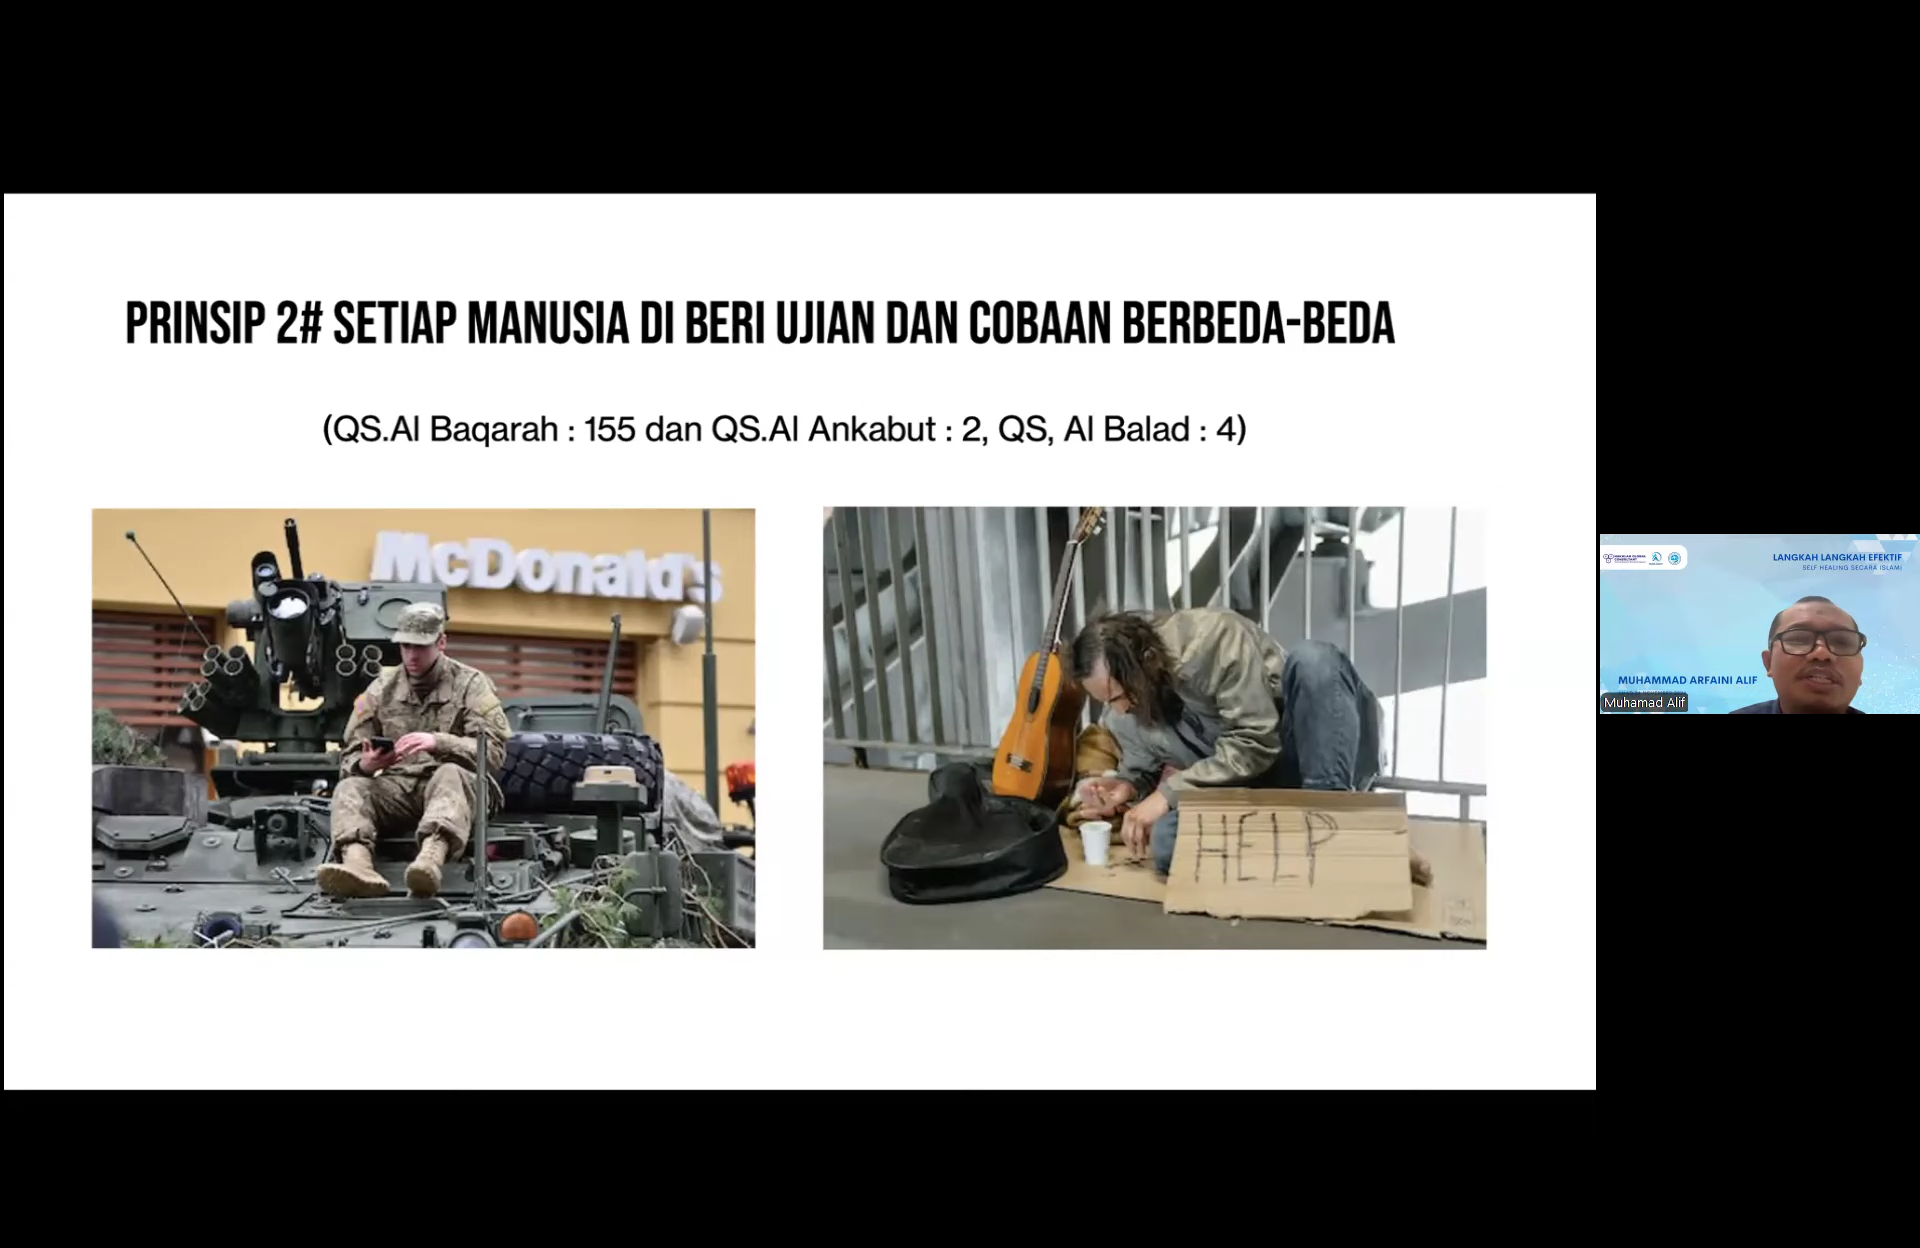 PRINSIP 2# SETIAP MANUSIA DI BERI UJIAN DAN COBAAN BERBEDA-BEDA
(QS.Al Baqarah : 155 dan QS.Al Ankabut : 2, QS, Al Balad : 4)
McDonald's
HELP
LANGKAH LANGKAH EFEKTIF
SELF HEALING SECARA ISLAMI
MUHAMMAD ARFAINI ALIF
Muhamad Alif